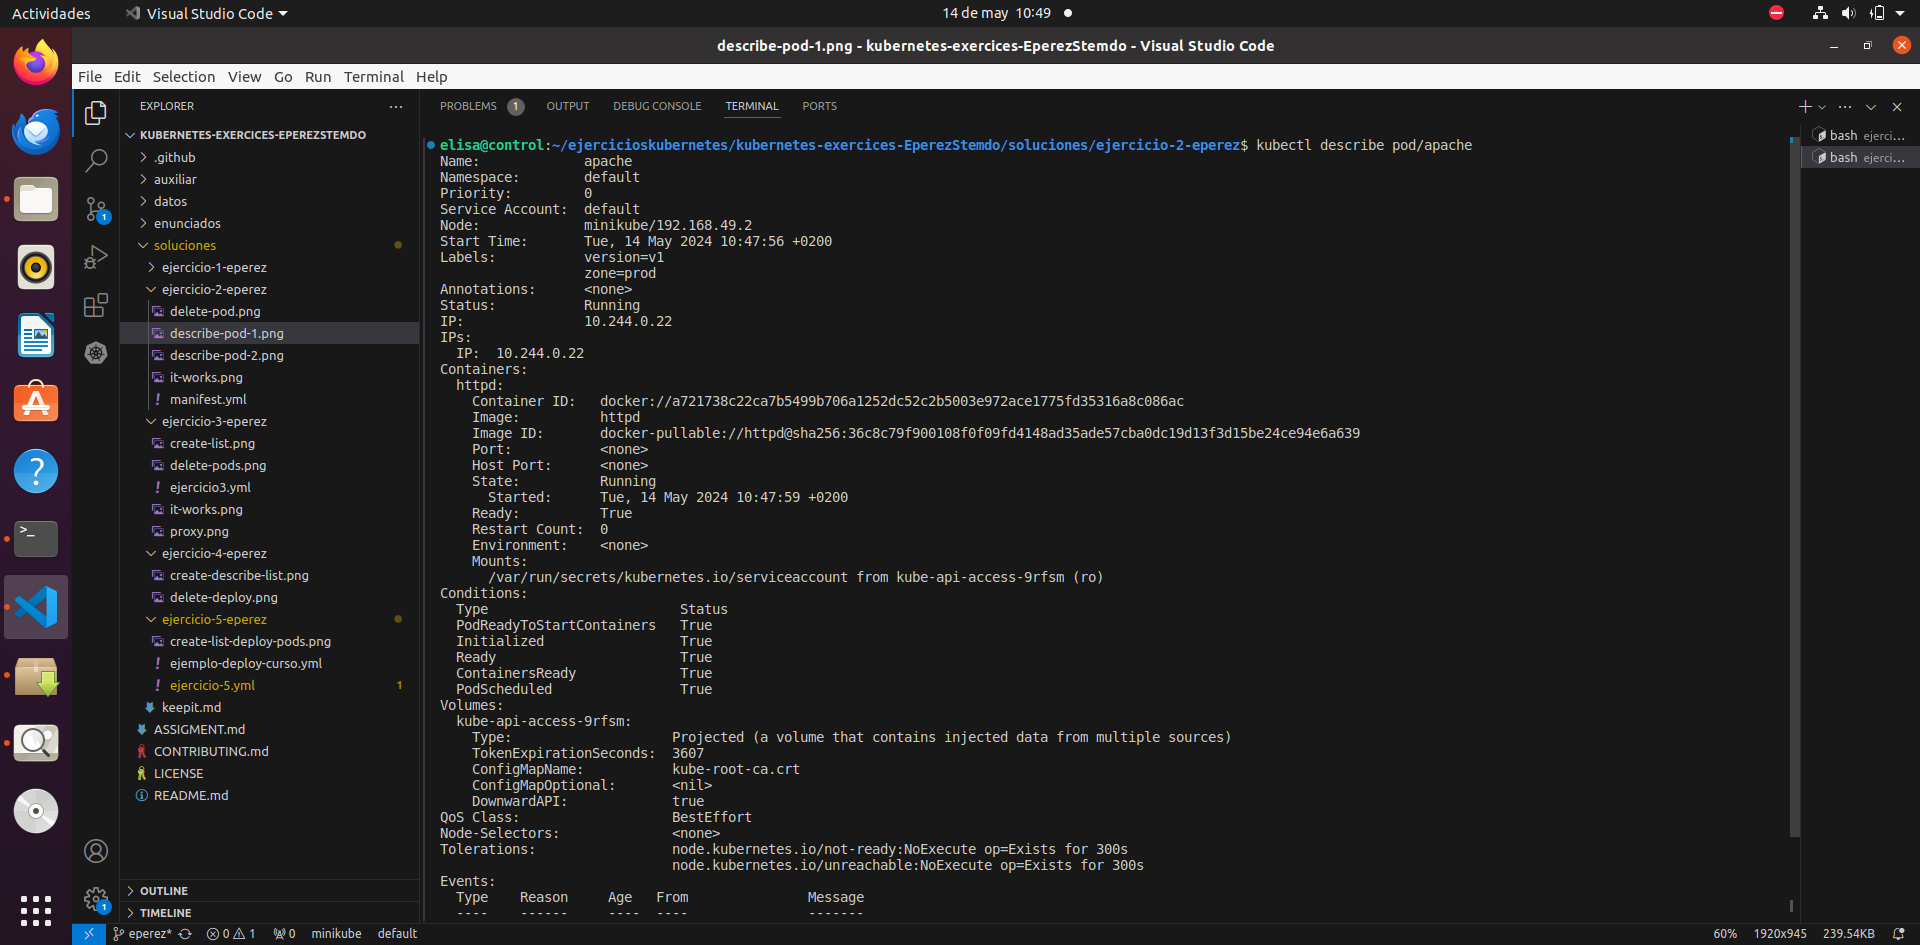 Actividades
Visual Studio Code
14 de may 10:49
describe-pod-1.png - kubernetes-exercices-EperezStemdo - Visual Studio Code
File Edit Selection View Go Run Terminal Help
EXPLORER
KUBERNETES-EXERCICES-EPEREZSTEMDO
.github
auxiliar
datos
enunciados
soluciones
ejercicio-1-eperez
ejercicio-2-eperez
delete-pod.png
describe-pod-1.png
describe-pod-2.png
it-works.png
manifest.yml
ejercicio-3-eperez
create-list.png
delete-pods.png
ejercicio3.yml
it-works.png
proxy.png
ejercicio-4-eperez
create-describe-list.png
delete-deploy.png
ejercicio-5-eperez
create-list-deploy-pods.png
ejemplo-deploy-curso.yml
ejercicio-5.yml 1
keepit.md
ASSIGMENT.md
CONTRIBUTING.md
LICENSE
README.md
OUTLINE
TIMELINE
1
1
PROBLEMS 1 OUTPUT DEBUG CONSOLE TERMINAL PORTS
elisa@control:~/ejercicioskubernetes/kubernetes-exercices-EperezStemdo/soluciones/ejercicio-2-eperez$ kubectl describe pod/apache
Name: apache
Namespace: default
Priority: 0
Service Account: default
Node: minikube/192.168.49.2
Start Time: Tue, 14 May 2024 10:47:56 +0200
Labels: version=v1
zone=prod
Annotations: <none>
Status: Running
IP: 10.244.0.22
IPs:
IP: 10.244.0.22
Containers:
httpd:
Container ID: docker://a721738c22ca7b5499b706a1252dc52c2b5003e972ace1775fd35316a8c086ac
Image: httpd
Image ID: docker-pullable://httpd@sha256:36c8c79f900108f0f09fd4148ad35ade57cba0dc19d13f3d15be24ce94e6a639
Port: <none>
Host Port: <none>
State: Running
Started: Tue, 14 May 2024 10:47:59 +0200
Ready: True
Restart Count: 0
Environment: <none>
Mounts:
/var/run/secrets/kubernetes.io/serviceaccount from kube-api-access-9rfsm (ro)
Conditions:
Type Status
PodReadyToStartContainers True
Initialized True
Ready True
ContainersReady True
PodScheduled True
Volumes:
kube-api-access-9rfsm:
Type: Projected (a volume that contains injected data from multiple sources)
TokenExpirationSeconds: 3607
ConfigMapName: kube-root-ca.crt
ConfigMapOptional: <nil>
DownwardAPI: true
QoS Class: BestEffort
Node-Selectors: <none>
Tolerations: node.kubernetes.io/not-ready:NoExecute op=Exists for 300s
node.kubernetes.io/unreachable:NoExecute op=Exists for 300s
Events:
Type Reason Age From Message
---- ------ ---- ---- -------
bash ejerci...
bash ejerci...
eperez* 0 1 0 minikube default
60% 1920x945 239.54KB